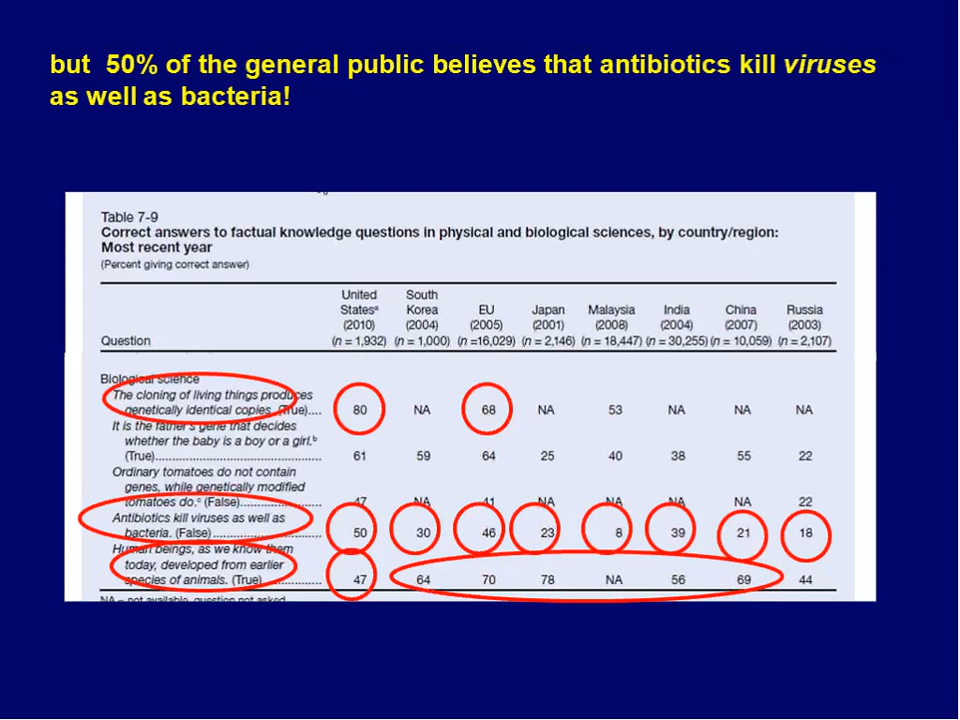 but 50% of the general public believes that antibiotics kill viruses
as well as bacteria!
Table 7-9
Correct answers to factual knowledge questions in physical and biological sciences, by country/region:
Most recent year
(Percent giving correct answer)
United South
Statesᵃ Korea EU Japan Malaysia India China Russia
(2010) (2004) (2005) (2001) (2008) (2004) (2007) (2003)
Question (n = 1,932) (n = 1,000) (n =16,029) (n = 2,146) (n = 18,447) (n = 30,255) (n = 10,059) (n = 2,107)
Biological science
The cloning of living things produces
genetically identical copies. (True).... 80 NA 68 NA 53 NA NA NA
It is the father's gene that decides
whether the baby is a boy or a girl.ᵇ
(True)................................................ 61 59 64 25 40 38 55 22
Ordinary tomatoes do not contain
genes, while genetically modified
tomatoes do.ᶜ (False)....................... 47 NA 41 NA NA NA NA 22
Antibiotics kill viruses as well as
bacteria. (False)............................... 50 30 46 23 8 39 21 18
Human beings, as we know them
today, developed from earlier
species of animals. (True)................ 47 64 70 78 NA 56 69 44
NA = not available, question not asked